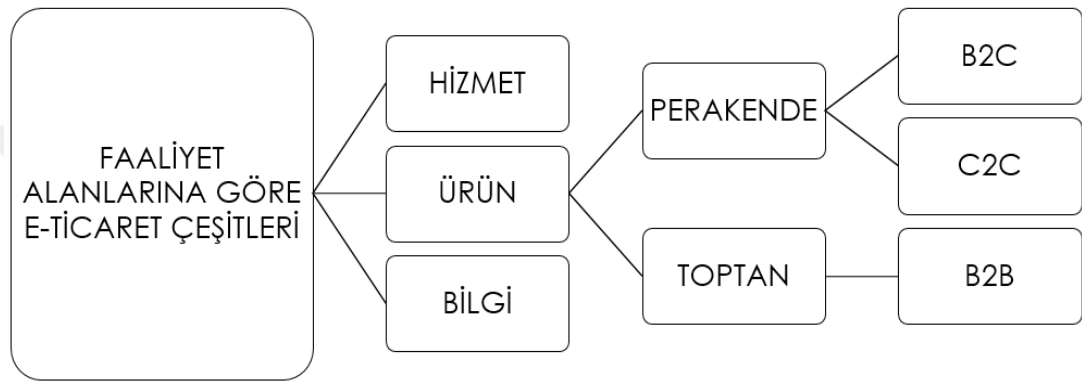 FAALİYET
ALANLARINA GÖRE
E-TİCARET ÇEŞİTLERİ
HİZMET
ÜRÜN
BİLGİ
PERAKENDE
TOPTAN
B2C
C2C
B2B